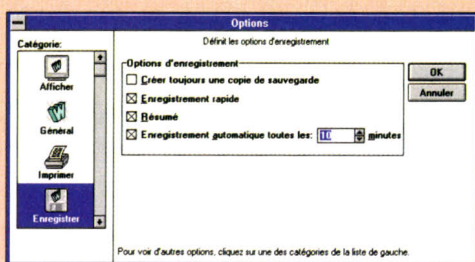 Options
Catégorie:
Afficher
Général
Imprimer
Enregistrer
Définit les options d'enregistrement
Options d'enregistrement
Créer toujours une copie de sauvegarde
Enregistrement rapide
Résumé
Enregistrement automatique toutes les: 10 minutes
OK
Annuler
Pour voir d'autres options, cliquez sur une des catégories de la liste de gauche.